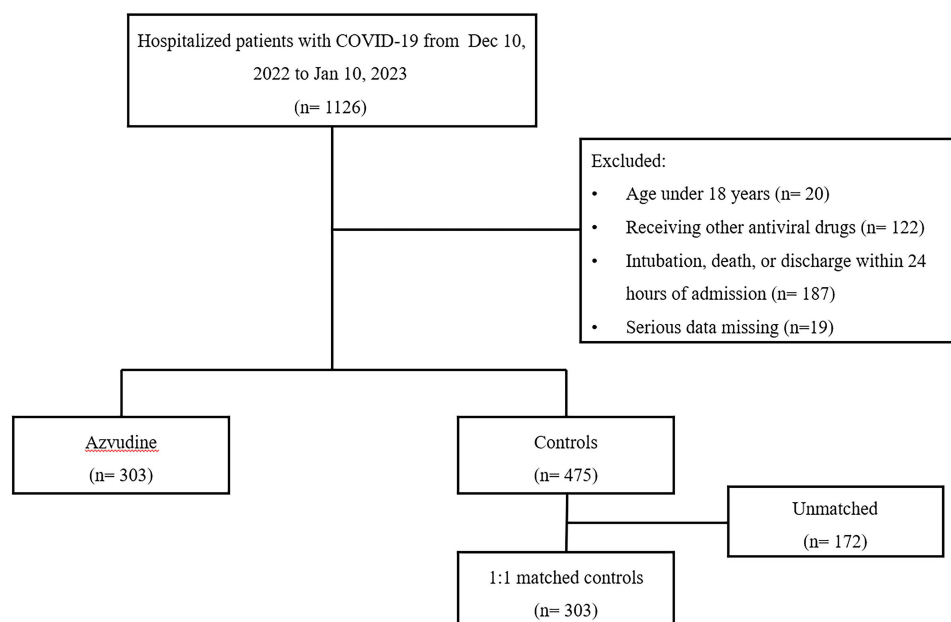 Hospitalized patients with COVID-19 from  Dec 10,
2022 to Jan 10, 2023
(n= 1126)
Excluded:
• Age under 18 years (n= 20)
• Receiving other antiviral drugs (n= 122)
• Intubation, death, or discharge within 24
hours of admission (n= 187)
• Serious data missing (n=19)
Azvudine
(n= 303)
Controls
(n= 475)
Unmatched
(n= 172)
1:1 matched controls
(n= 303)